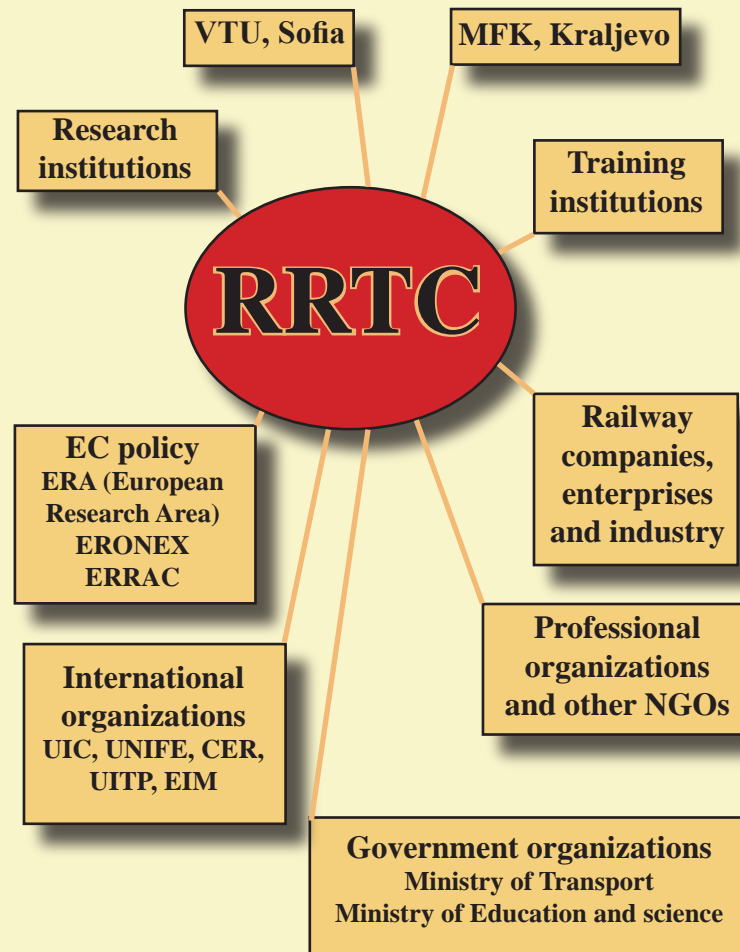 VTU, Sofia
MFK, Kraljevo
Research
institutions
Training
institutions
RRTC
EC policy
ERA (European
Research Area)
ERONEX
ERRAC
Railway
companies,
enterprises
and industry
International
organizations
UIC, UNIFE, CER,
UITP, EIM
Professional
organizations
and other NGOs
Government organizations
Ministry of Transport
Ministry of Education and science